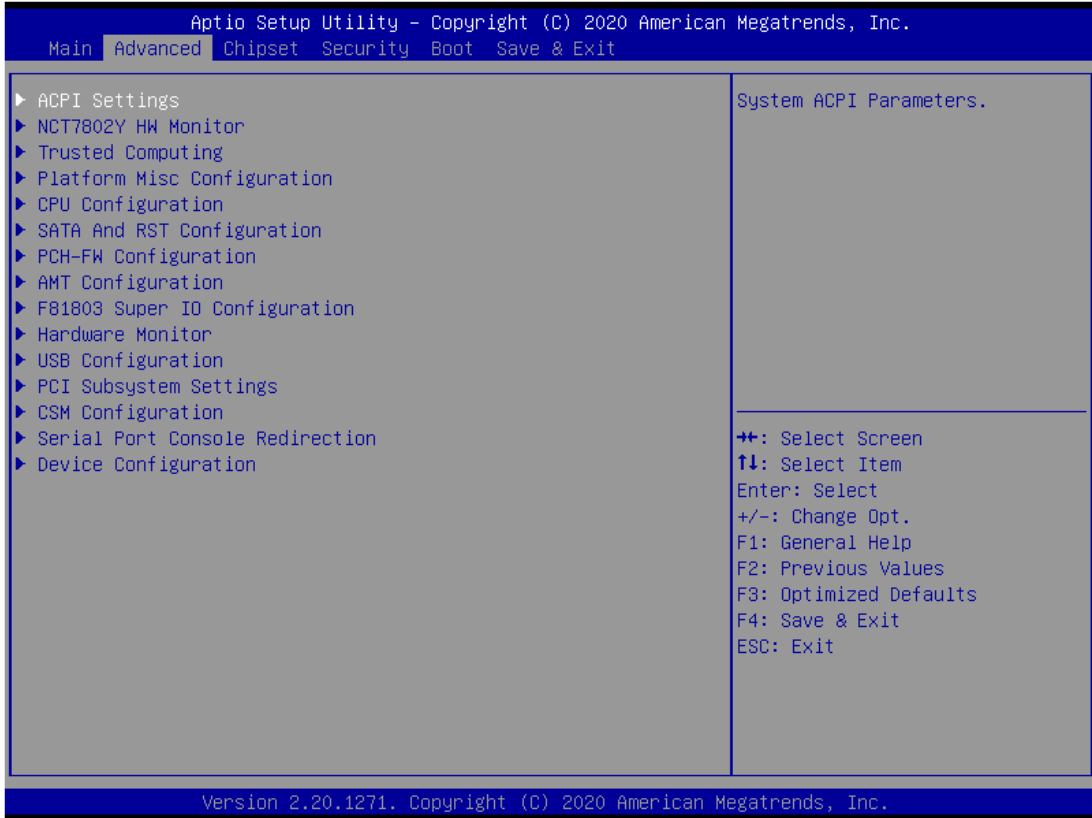 Aptio Setup Utility – Copyright (C) 2020 American Megatrends, Inc.
Main Advanced Chipset Security Boot Save & Exit
▶ ACPI Settings
▶ NCT7802Y HW Monitor
▶ Trusted Computing
▶ Platform Misc Configuration
▶ CPU Configuration
▶ SATA And RST Configuration
▶ PCH-FW Configuration
▶ AMT Configuration
▶ F81803 Super IO Configuration
▶ Hardware Monitor
▶ USB Configuration
▶ PCI Subsystem Settings
▶ CSM Configuration
▶ Serial Port Console Redirection
▶ Device Configuration
System ACPI Parameters.
→←: Select Screen
↑↓: Select Item
Enter: Select
+/-: Change Opt.
F1: General Help
F2: Previous Values
F3: Optimized Defaults
F4: Save & Exit
ESC: Exit
Version 2.20.1271. Copyright (C) 2020 American Megatrends, Inc.